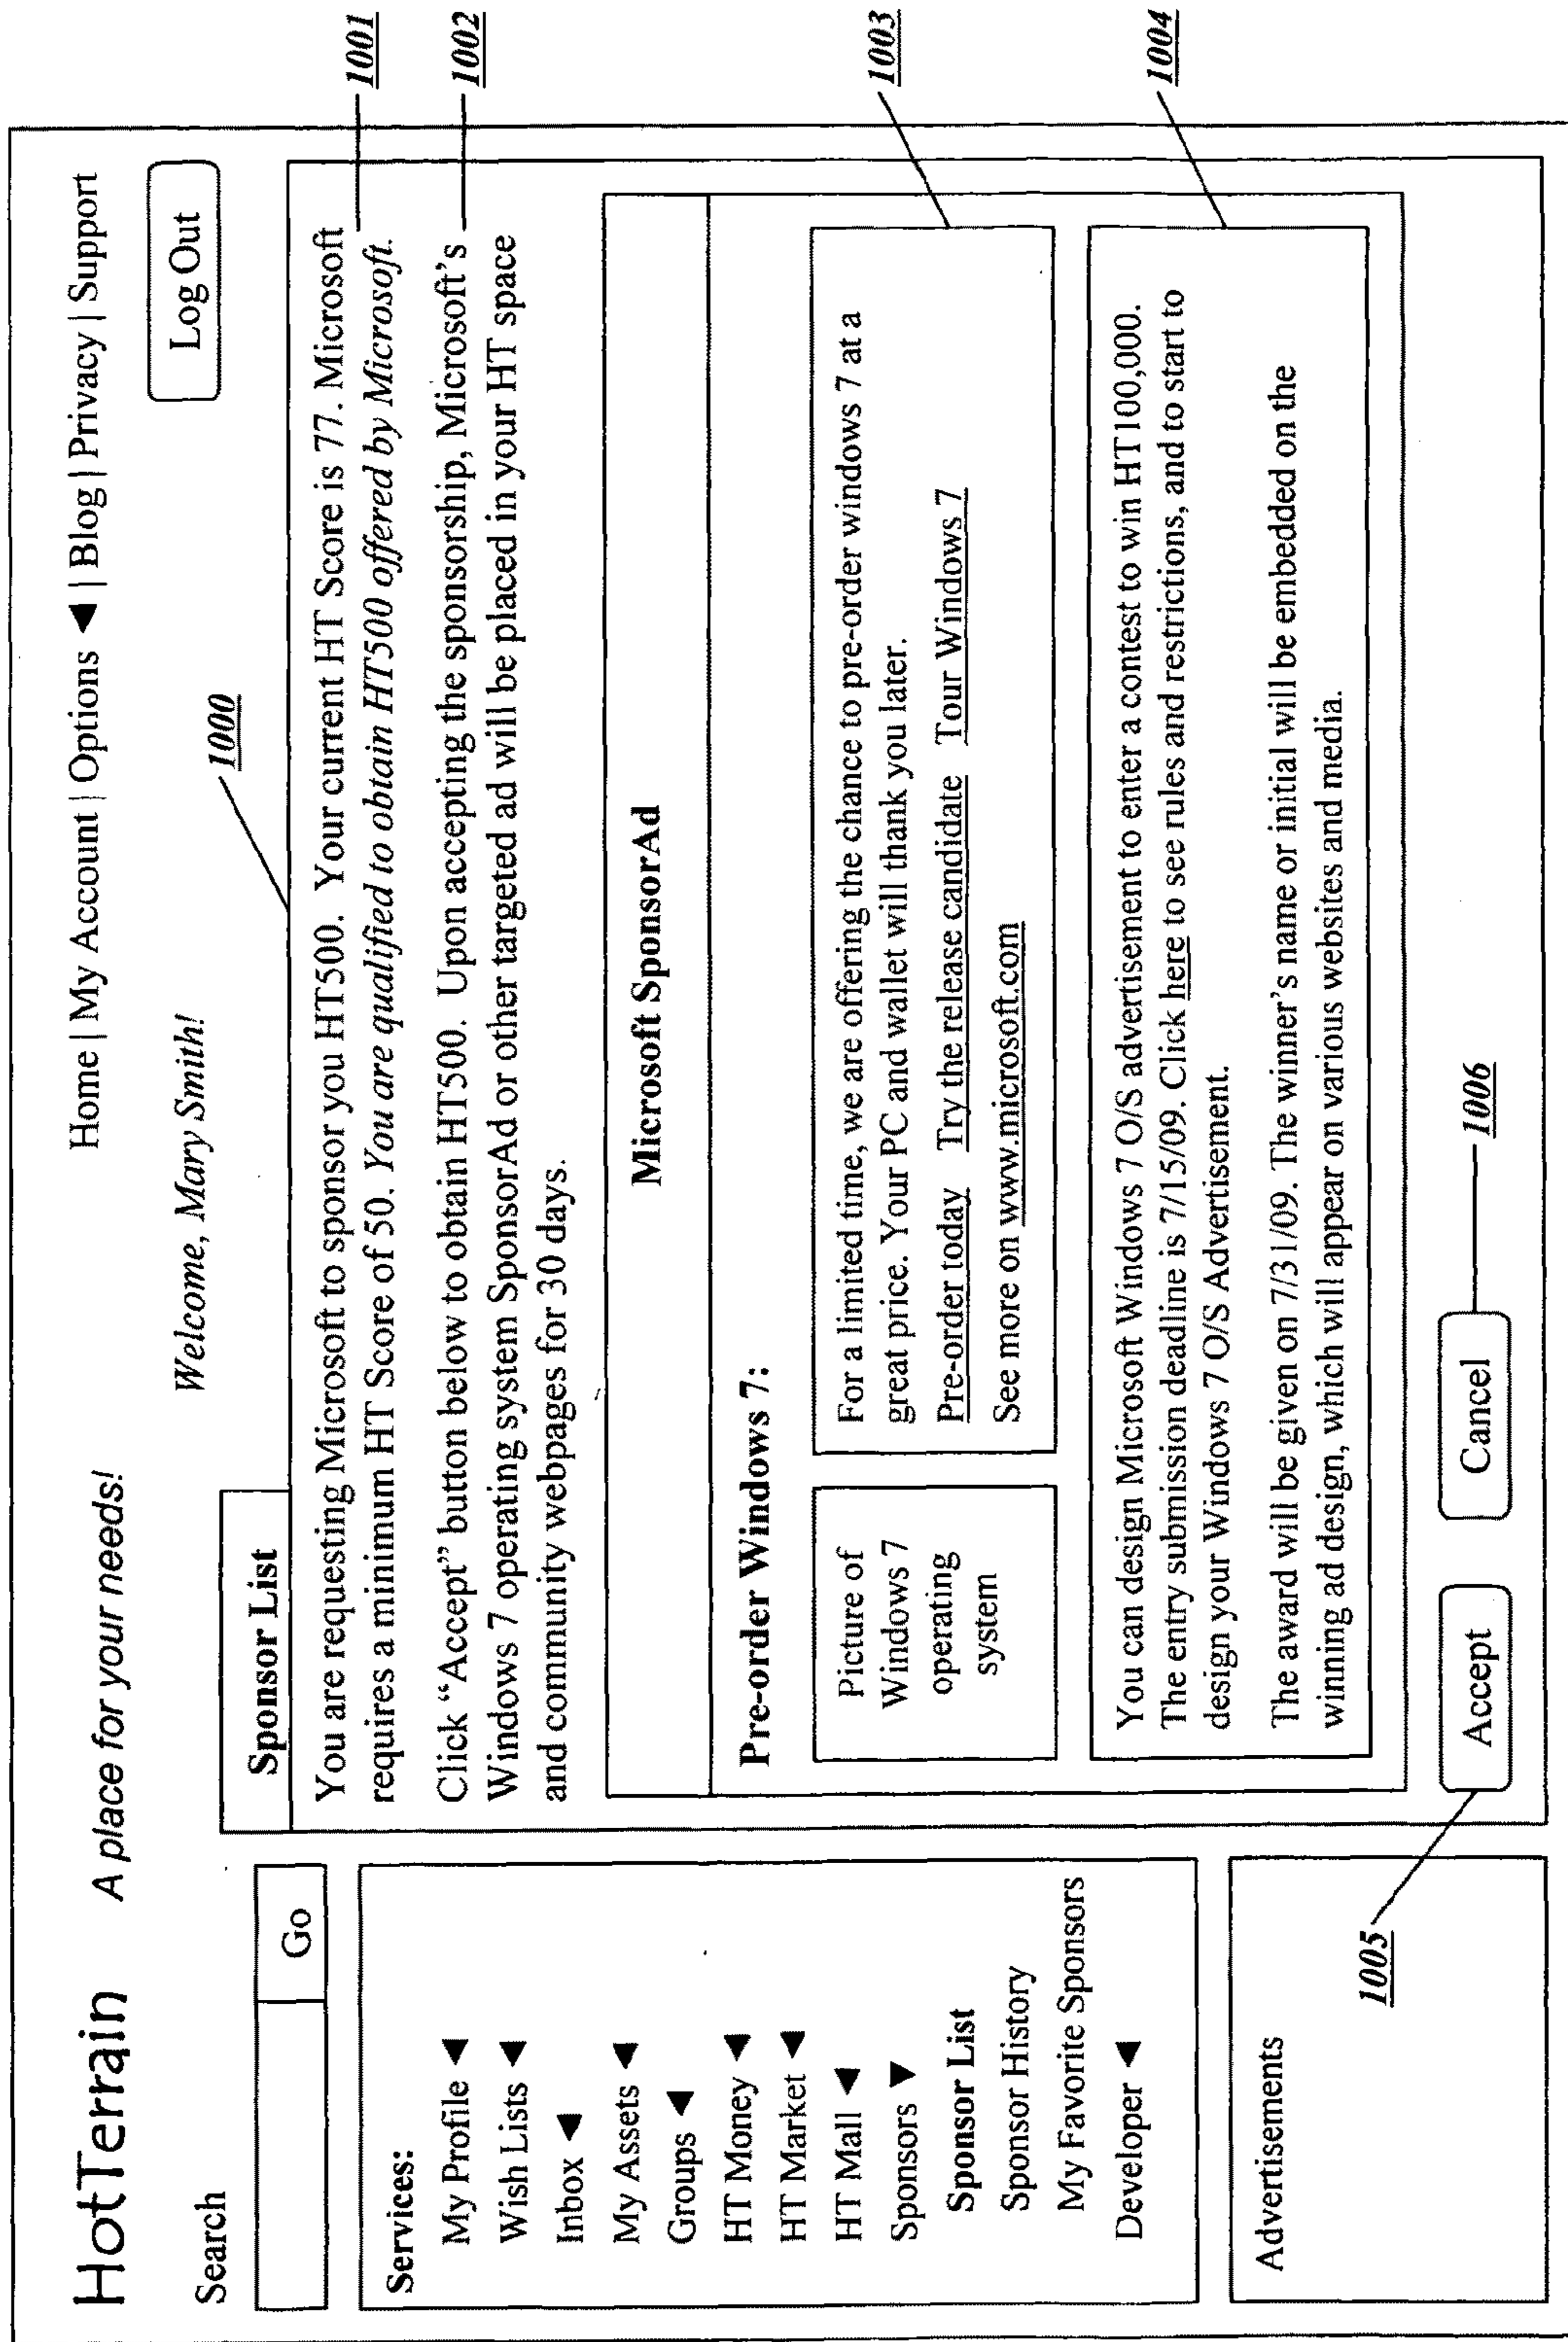 HotTerrain A place for your needs!
Home | My Account | Options ◀ | Blog | Privacy | Support
Welcome, Mary Smith!
Log Out
Search
Go
1000
Sponsor List
You are requesting Microsoft to sponsor you HT500. Your current HT Score is 77. Microsoft
requires a minimum HT Score of 50. You are qualified to obtain HT500 offered by Microsoft.
1001
Click “Accept” button below to obtain HT500. Upon accepting the sponsorship, Microsoft's
1002
Windows 7 operating system SponsorAd or other targeted ad will be placed in your HT space
and community webpages for 30 days.
Services:
My Profile ◀
Wish Lists ◀
Inbox ◀
My Assets ◀
Groups ◀
HT Money ◀
HT Market ◀
HT Mall ◀
Sponsors ▼
Sponsor List
Sponsor History
My Favorite Sponsors
Developer ◀
Microsoft SponsorAd
Pre-order Windows 7:
Picture of
Windows 7
operating
system
For a limited time, we are offering the chance to pre-order windows 7 at a
great price. Your PC and wallet will thank you later.
Pre-order today Try the release candidate Tour Windows 7
See more on www.microsoft.com
1003
You can design Microsoft Windows 7 O/S advertisement to enter a contest to win HT100,000.
The entry submission deadline is 7/15/09. Click here to see rules and restrictions, and to start to
design your Windows 7 O/S Advertisement.
The award will be given on 7/31/09. The winner's name or initial will be embedded on the
winning ad design, which will appear on various websites and media.
1004
Advertisements
1005
Accept
Cancel
1006